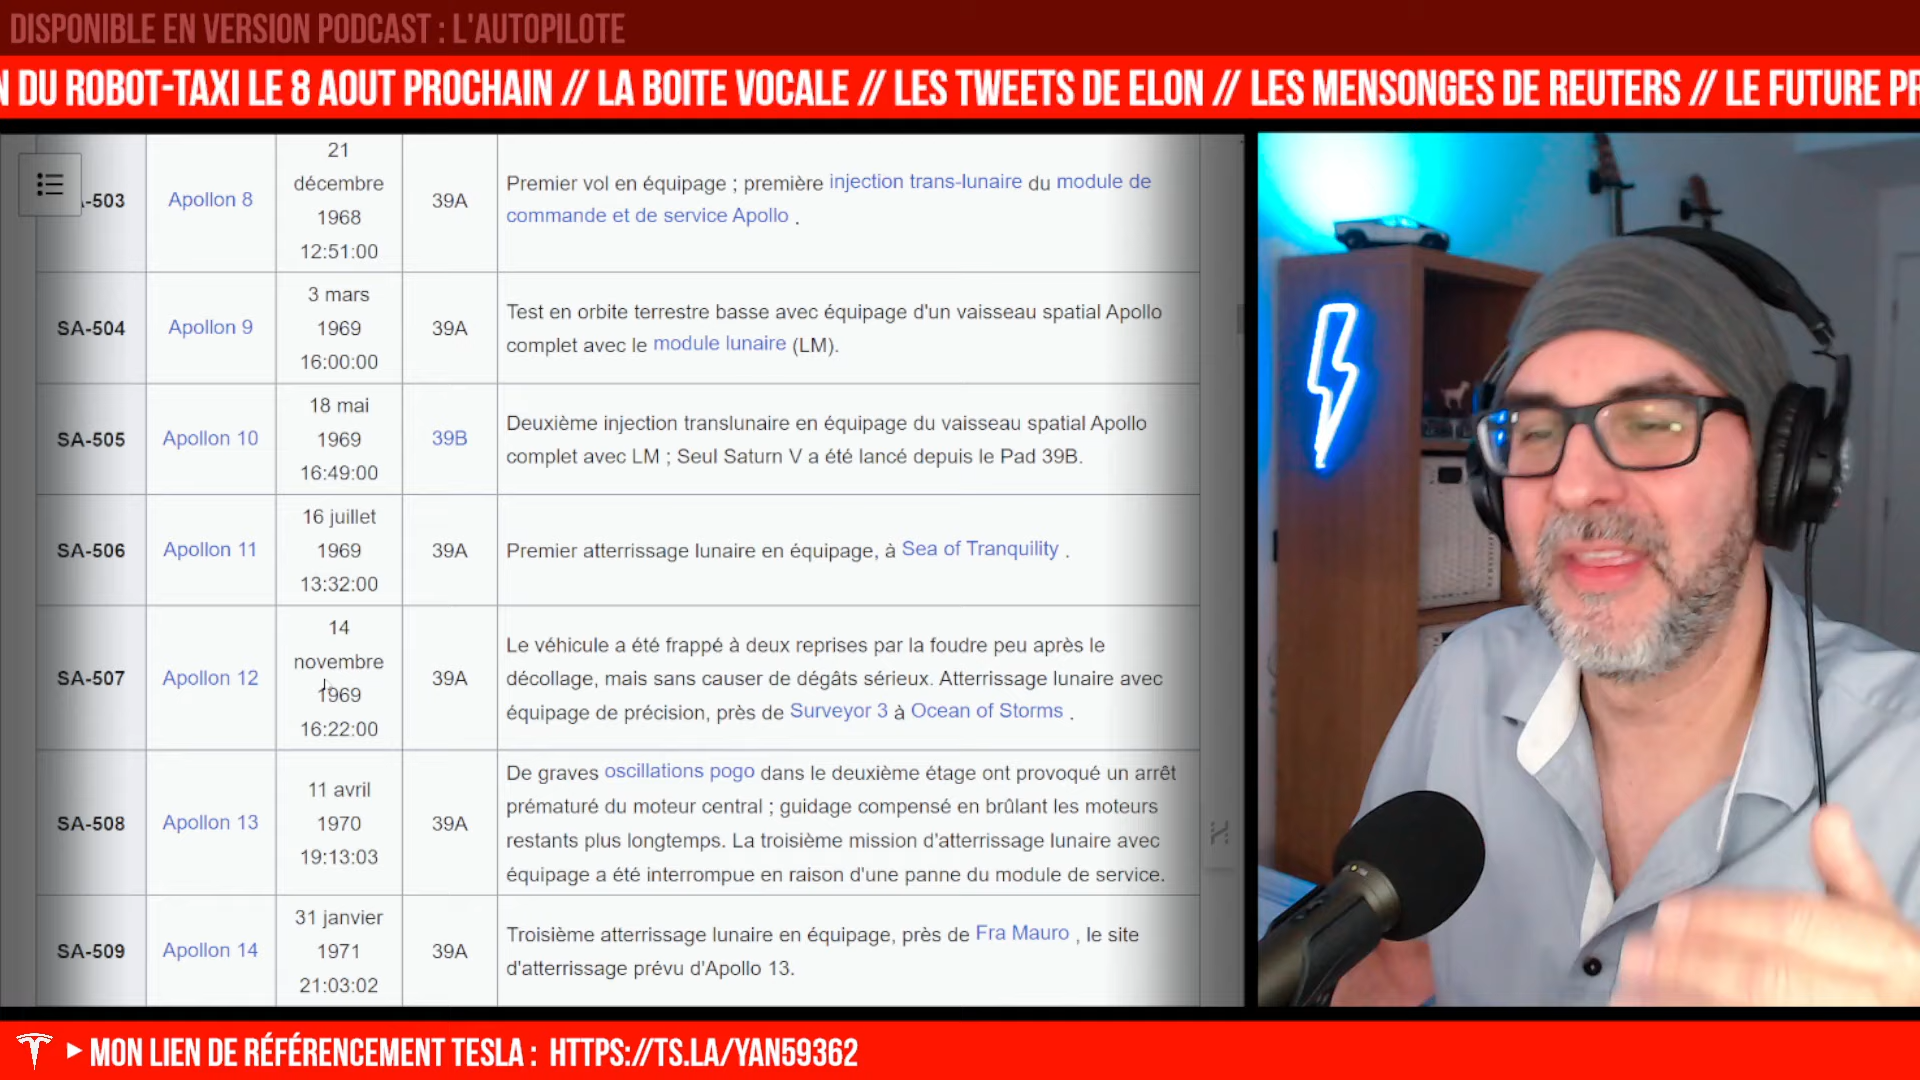 DISPONIBLE EN VERSION PODCAST : L'AUTOPILOTE
N DU ROBOT-TAXI LE 8 AOUT PROCHAIN // LA BOITE VOCALE // LES TWEETS DE ELON // LES MENSONGES DE REUTERS // LE FUTURE PR
-503
Apollon 8
21
décembre
1968
12:51:00
39A
Premier vol en équipage ; première injection trans-lunaire du module de
commande et de service Apollo .
SA-504
Apollon 9
3 mars
1969
16:00:00
39A
Test en orbite terrestre basse avec équipage d'un vaisseau spatial Apollo
complet avec le module lunaire (LM).
SA-505
Apollon 10
18 mai
1969
16:49:00
39B
Deuxième injection translunaire en équipage du vaisseau spatial Apollo
complet avec LM ; Seul Saturn V a été lancé depuis le Pad 39B.
SA-506
Apollon 11
16 juillet
1969
13:32:00
39A
Premier atterrissage lunaire en équipage, à Sea of Tranquility .
SA-507
Apollon 12
14
novembre
1969
16:22:00
39A
Le véhicule a été frappé à deux reprises par la foudre peu après le
décollage, mais sans causer de dégâts sérieux. Atterrissage lunaire avec
équipage de précision, près de Surveyor 3 à Ocean of Storms .
SA-508
Apollon 13
11 avril
1970
19:13:03
39A
De graves oscillations pogo dans le deuxième étage ont provoqué un arrêt
prématuré du moteur central ; guidage compensé en brûlant les moteurs
restants plus longtemps. La troisième mission d'atterrissage lunaire avec
équipage a été interrompue en raison d'une panne du module de service.
SA-509
Apollon 14
31 janvier
1971
21:03:02
39A
Troisième atterrissage lunaire en équipage, près de Fra Mauro , le site
d'atterrissage prévu d'Apollo 13.
MON LIEN DE RÉFÉRENCEMENT TESLA : HTTPS://TS.LA/YAN59362